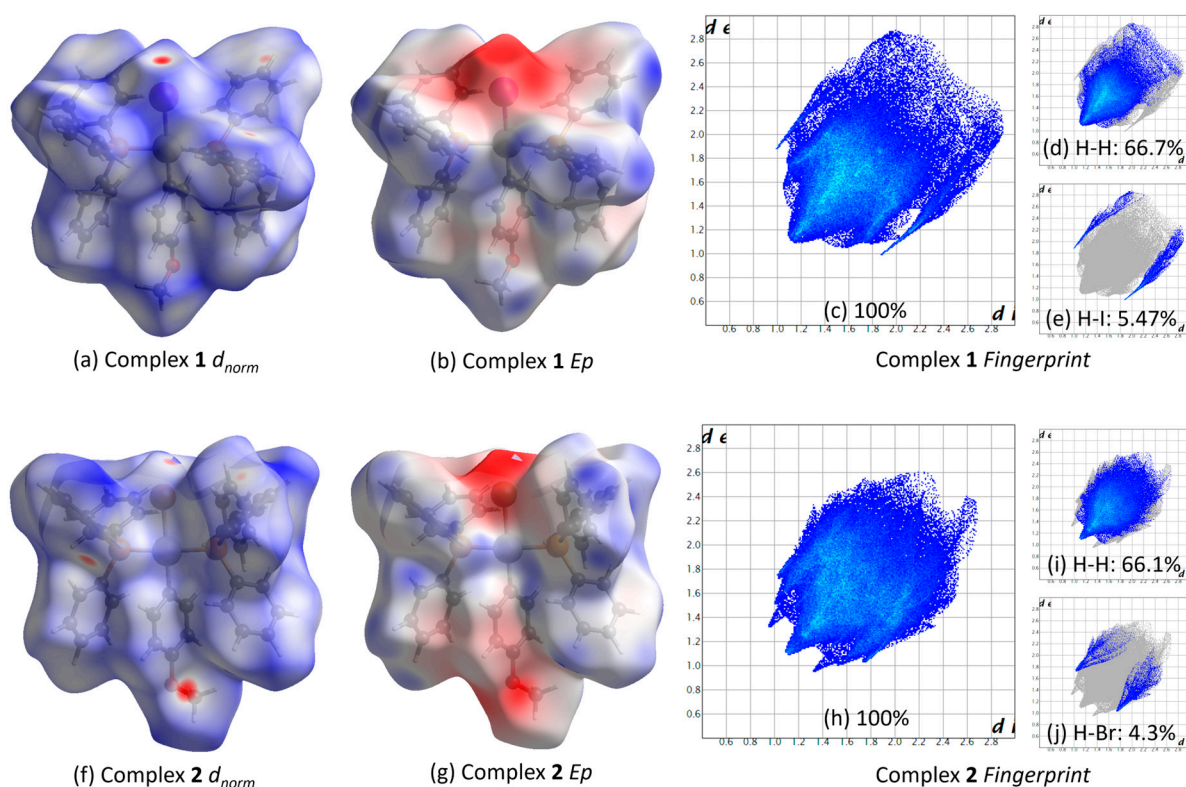 d e
2.8
2.6
2.4
2.2
2.0
1.8
1.6
1.4
1.2
1.0
0.8
0.6
(c) 100%
d i
0.6 0.8 1.0 1.2 1.4 1.6 1.8 2.0 2.2 2.4 2.6 2.8
(d) H-H: 66.7%
d
(e) H-I: 5.47%
d
(a) Complex 1 dnorm
(b) Complex 1 Ep
Complex 1 Fingerprint
d e
2.8
2.6
2.4
2.2
2.0
1.8
1.6
1.4
1.2
1.0
0.8
0.6
(h) 100%
d i
0.6 0.8 1.0 1.2 1.4 1.6 1.8 2.0 2.2 2.4 2.6 2.8
(i) H-H: 66.1%
d
(j) H-Br: 4.3%
d
(f) Complex 2 dnorm
(g) Complex 2 Ep
Complex 2 Fingerprint